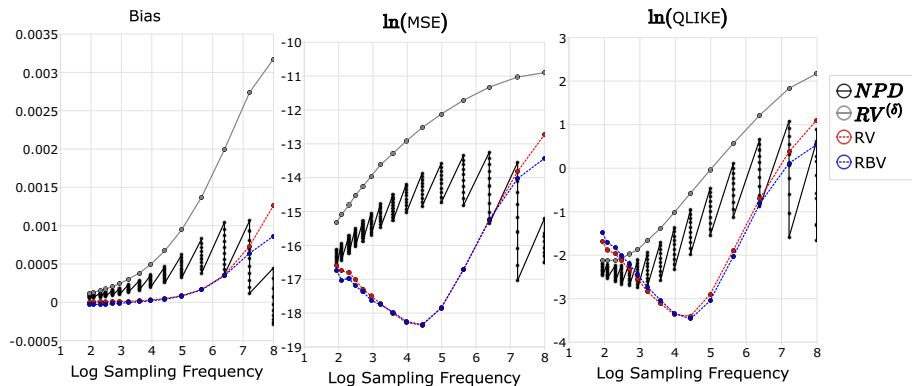 Bias
0.0035
0.003
0.0025
0.002
0.0015
0.001
0.0005
0
-0.0005
1 2 3 4 5 6 7 8
Log Sampling Frequency
ln(MSE)
-10
-11
-12
-13
-14
-15
-16
-17
-18
-19
1 2 3 4 5 6 7 8
Log Sampling Frequency
ln(QLIKE)
3
2
1
0
-1
-2
-3
-4
1 2 3 4 5 6 7 8
Log Sampling Frequency
NPD
RV^(δ)
RV
RBV